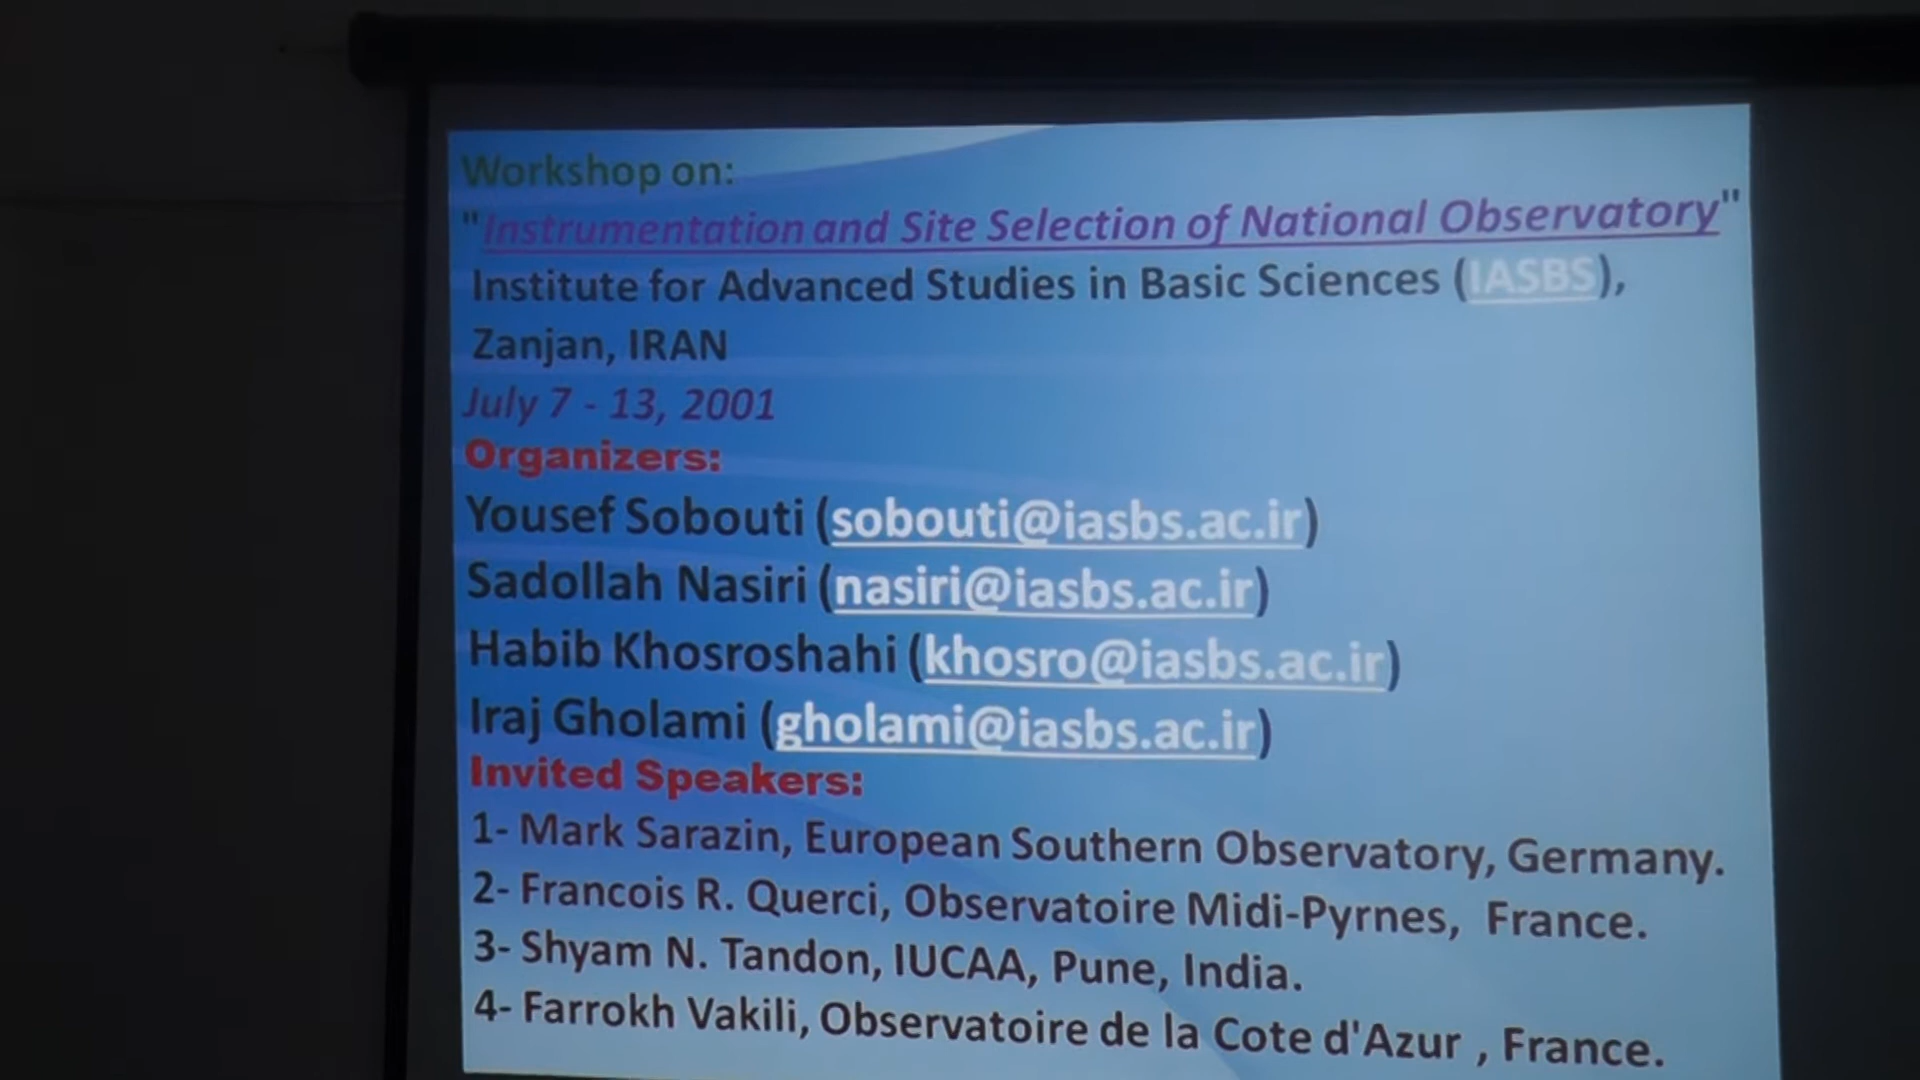 Workshop on:
"Instrumentation and Site Selection of National Observatory"
Institute for Advanced Studies in Basic Sciences (IASBS),
Zanjan, IRAN
July 7 - 13, 2001
Organizers:
Yousef Sobouti (sobouti@iasbs.ac.ir)
Sadollah Nasiri (nasiri@iasbs.ac.ir)
Habib Khosroshahi (khosro@iasbs.ac.ir)
Iraj Gholami (gholami@iasbs.ac.ir)
Invited Speakers:
1- Mark Sarazin, European Southern Observatory, Germany.
2- Francois R. Querci, Observatoire Midi-Pyrnes, France.
3- Shyam N. Tandon, IUCAA, Pune, India.
4- Farrokh Vakili, Observatoire de la Cote d'Azur , France.